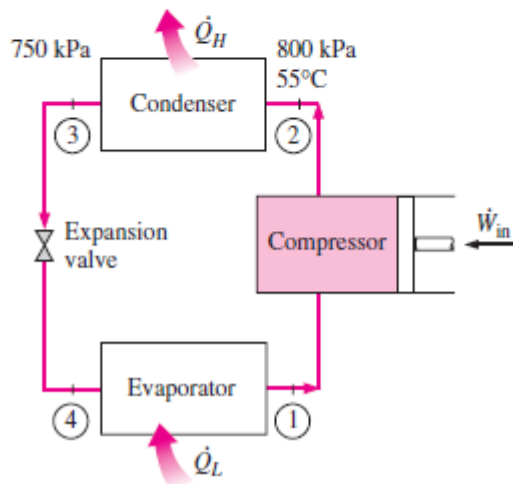 Q̇H
750 kPa
800 kPa
55°C
Condenser
3
2
Expansion
valve
Compressor
Ẇin
Evaporator
4
1
Q̇L